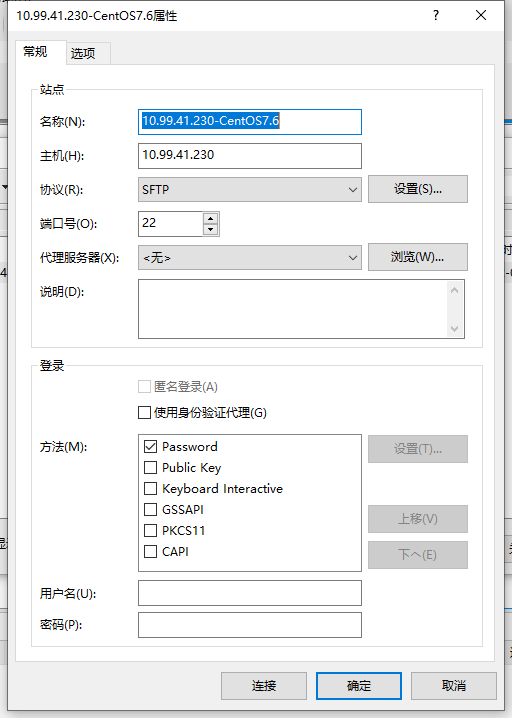 10.99.41.230-CentOS7.6属性
常规
选项
站点
名称(N):
10.99.41.230-CentOS7.6
主机(H):
10.99.41.230
协议(R):
SFTP
设置(S)...
端口号(O):
22
代理服务器(X):
<无>
浏览(W)...
说明(D):
登录
匿名登录(A)
使用身份验证代理(G)
方法(M):
Password
设置(T)...
Public Key
Keyboard Interactive
GSSAPI
上移(V)
PKCS11
CAPI
下へ(E)
用户名(U):
密码(P):
连接
确定
取消